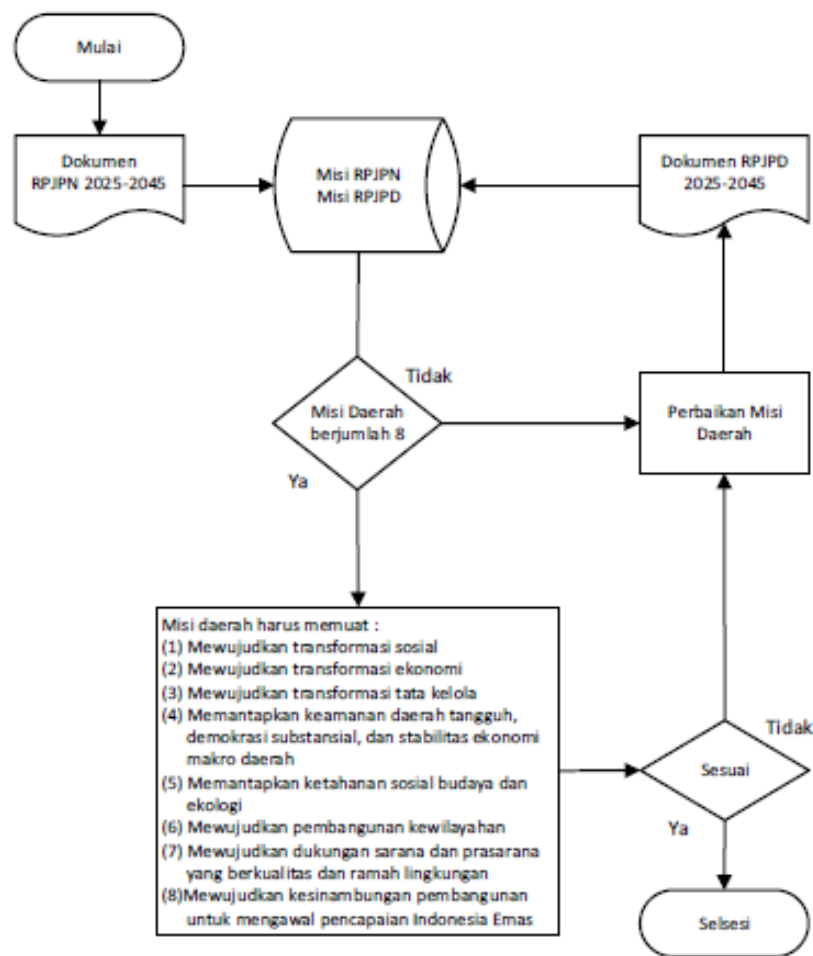 Mulai
Dokumen
RPJPN 2025-2045
Misi RPJPN
Misi RPJPD
Dokumen RPJPD
2025-2045
Misi Daerah
berjumlah 8
Tidak
Perbaikan Misi
Daerah
Ya
Misi daerah harus memuat :
(1) Mewujudkan transformasi sosial
(2) Mewujudkan transformasi ekonomi
(3) Mewujudkan transformasi tata kelola
(4) Memantapkan keamanan daerah tangguh,
demokrasi substansial, dan stabilitas ekonomi
makro daerah
(5) Memantapkan ketahanan sosial budaya dan
ekologi
(6) Mewujudkan pembangunan kewilayahan
(7) Mewujudkan dukungan sarana dan prasarana
yang berkualitas dan ramah lingkungan
(8)Mewujudkan kesinambungan pembangunan
untuk mengawal pencapaian Indonesia Emas
Sesuai
Tidak
Ya
Selsesi